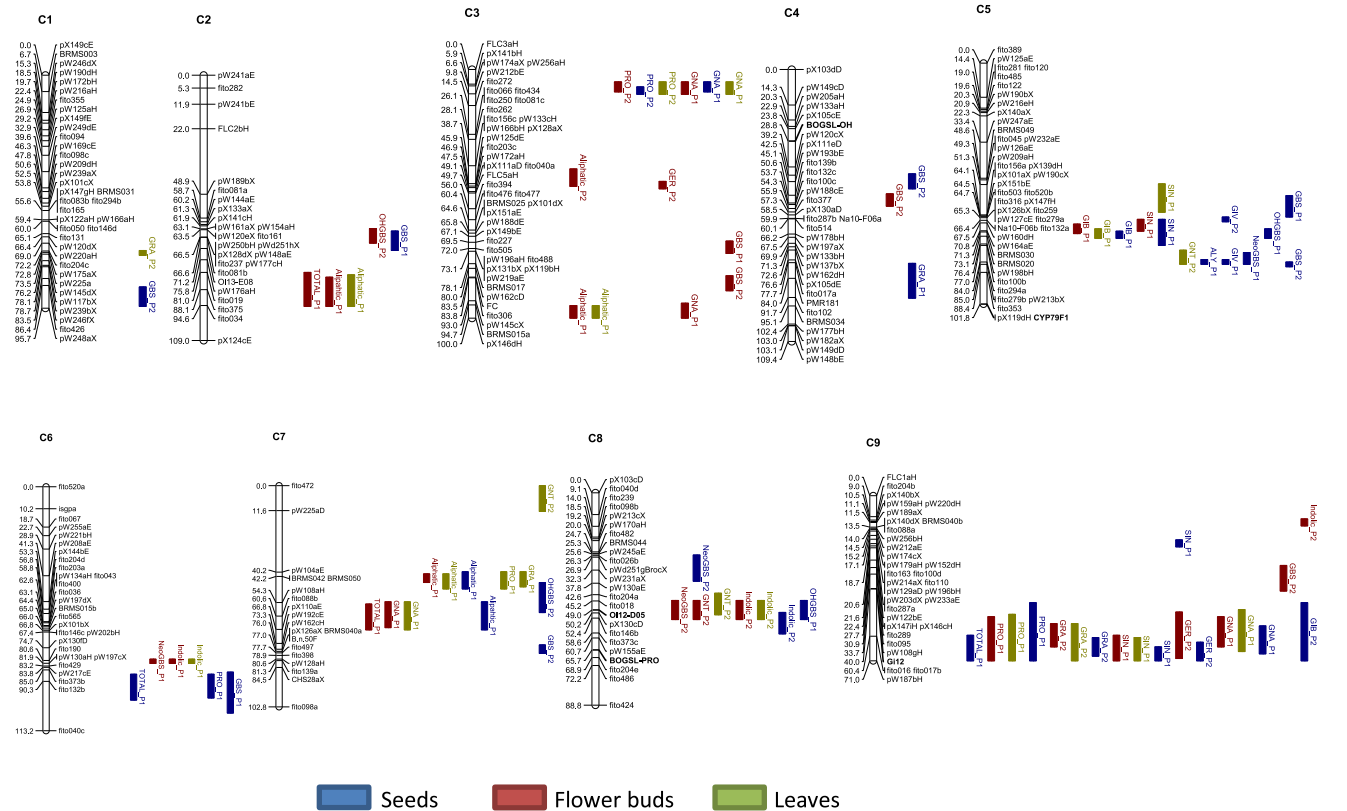 C1
0.0 pX149cE
6.7 BRMS003
15.3 pW246dX
18.5 pW190dH
17.2 pW172bH
22.4 pW216aH
24.9 fito355
26.9 pW125aH
29.2 pX149fE
32.9 pW249dE
39.6 fito094
46.3 pW169cE
47.8 fito098c
50.6 pW209dH
52.5 pW239aX
53.8 pX101cX
pX147gH BRMS031
55.6 fito083b fito294b
fito165
59.4 pX122aH pW166aH
60.0 fito050 fito146d
65.1 fito131
66.4 pW120dX
69.0 pW220aH
72.2 fito204c
72.8 pW175aX
73.5 pW225a
76.2 pW145dX
78.1 pW117bX
78.7 pW239bX
83.5 pW246fX
86.4 fito426
95.7 pW248aX
GRA_P2
GBS_P2
C2
0.0 pW241aE
5.3 fito282
11.9 pW241bE
22.0 FLC2bH
48.9 pW189bX
58.7 fito081a
60.2 pW144aE
61.3 pX133aX
61.9 pX141cH
63.1 pW161aX pW154aH
63.5 pW120eX fito161
pW250bH pWd251hX
66.5 pX128dX pW148aE
fito237 pW177cH
66.6 fito081b
71.2 Ol13-E08
75.8 pW176aH
81.0 fito019
88.1 fito375
94.6 fito034
109.0 pX124cE
OHGBS_P2
GBS_P1
TOTAL_P1
Alipahtic_P1
Aliphatic_P1
C3
0.0 FLC3aH
5.9 pX141bH
6.6 pW174aX pW256aH
9.8 pW212bE
14.5 fito272
fito066 fito434
26.1 fito250 fito081c
28.1 fito262
fito156c pW133cH
38.7 pW166bH pX128aX
pW125dE
45.9 fito203c
46.9 pW172aH
47.5 pX111aD fito040a
49.1 FLC5aH
49.7 fito394
56.0 fito476 fito477
60.4 BRMS025 pX101dX
pX151aE
65.8 pW188dE
67.1 pX149bE
69.5 fito227
72.0 fito505
pW196aH fito488
73.1 pX131bX pX119bH
pW219aE
78.1 BRMS017
80.0 pW162cD
83.5 FC
83.8 fito306
93.0 pW145cX
94.7 BRMS015a
100.0 pX146dH
PRO_P2
PRO_P2
PRO_P2
GNA_P1
GNA_P1
GNA_P1
Aliphatic_P2
GER_P2
GBS_P1
GBS_P2
Aliphatic_P1
Aliphatic_P1
GNA_P1
C4
0.0 pX103dD
14.3 pW149cD
20.3 pW205aH
22.9 pW133aH
23.8 pX105cE
28.8 BOGSL-OH
39.2 pW120cX
42.5 pX111eD
45.1 pW193bE
50.6 fito139b
53.7 fito132c
54.3 fito100c
55.9 pW188cE
57.3 fito377
58.5 pX130aD
59.9 fito287b Na10-F06a
60.1 fito514
66.2 pW178bH
67.5 pW197aX
69.9 pW133bH
71.3 pW137bX
73.4 pW162dH
76.6 pX105dE
77.7 fito017a
84.0 PMR181
91.7 fito102
95.1 BRMS034
102.4 pW177bH
103.0 pW182aX
103.1 pW149dD
109.4 pW148bE
GBS_P2
GBS_P2
GRA_P1
C5
0.0 fito389
14.4 pW125aE
fito281 fito120
19.0 fito485
19.6 fito122
20.3 pW190bX
20.9 pW216eH
22.3 pX140aX
33.4 pW247aE
48.6 BRMS049
fito045 pW232aE
49.3 pW126aE
51.3 pW209aH
fito156a pX139dH
61.4 pX101aX pW190cX
64.1 pX151bE
64.5 fito503 fito520b
64.7 fito316 pX147fH
65.3 pX126bX fito259
pW127cE fito279a
66.4 Na10-F06b fito132a
67.5 pW160dH
70.8 pW164aE
71.3 BRMS030
73.1 BRMS020
76.4 pW198bH
77.0 fito100b
84.0 fito294a
85.0 fito279b pW213bX
88.4 fito353
101.8 pX119dH CYP79F1
GIB_P1
GIB_P1
GIB_P1
SIN_P1
SIN_P1
SIN_P1
GNT_P2
ALY_P1
GIV_P2
GIV_P1
NeoGBS_P1
OHGBS_P1
GBS_P1
GBS_P2
C6
0.0 fito520a
10.2 isgpa
18.7 fito067
22.7 pW255aE
28.9 pW221bH
41.3 pW208aE
53.3 pX144bE
56.8 fito204d
58.8 fito203a
pW134aH fito043
62.6 fito400
63.1 fito036
64.4 pW197dX
65.0 BRMS015b
66.0 fito565
66.8 pX101bX
67.4 fito146c pW202bH
74.7 pX130fD
80.6 fito190
81.9 pW130aH pW197cX
83.2 fito429
83.8 pW217cE
85.0 fito373b
90.3 fito132b
113.2 fito040c
NeoGBS_P1
Indolic_P1
Indolic_P1
TOTAL_P1
PRO_P1
GBS_P1
C7
0.0 fito472
11.6 pW225aD
40.2 pW104aE
42.2 BRMS042 BRMS050
54.3 pW108aH
60.6 fito088b
66.8 pX110aE
73.3 pW192cE
76.0 pW162cH
pX126aX BRMS040a
77.0 B.n.50F
77.7 fito497
78.9 fito398
80.6 pW128aH
81.3 fito139a
84.5 CHS28aX
102.8 fito098a
GNT_P2
Aliphatic_P1
Aliphatic_P1
Aliphatic_P1
PRO_P1
GRA_P1
OHGBS_P2
TOTAL_P1
GNA_P1
GNA_P1
Alipahtic_P1
GBS_P2
C8
0.0 pX103cD
9.1 fito040d
14.0 fito239
18.5 fito098b
19.2 pW213cX
20.0 pW170aH
24.7 fito482
25.3 BRMS044
25.6 pW245aE
26.3 fito026b
26.9 pWd251gBrocX
32.3 pW231aX
37.8 pW130aE
42.6 fito204a
45.2 fito018
49.0 Ol12-D05
50.2 pX130cD
52.4 fito146b
58.6 fito373c
60.7 pW155aE
65.7 BOGSL-PRO
68.9 fito204e
72.2 fito486
88.8 fito424
NeoGBS_P2
NeoGBS_P2
GNT_P2
GNT_P2
Indolic_P2
Indolic_P2
Indolic_P2
OHGBS_P1
C9
0.0 FLC1aH
9.0 fito204b
10.5 pX140bX
11.1 pW159aH pW220dH
11.5 pW189aX
pX140dX BRMS040b
13.5 fito088a
14.0 pW256bH
14.5 pW212aE
15.2 pW174cX
17.1 pW179aH pW152dH
fito163 fito100d
18.7 pW214aX fito110
pW129aD pW196bH
pW203dX pW233aE
20.6 fito287a
21.6 pW122bE
22.4 pX147iH pX146cH
27.7 fito289
30.9 fito095
33.7 pW108gH
40.0 Gi12
60.4 fito016 fito017b
71.0 pW187bH
TOTAL_P1
PRO_P1
PRO_P1
PRO_P1
GRA_P2
GRA_P2
GRA_P2
SIN_P1
SIN_P1
SIN_P1
SIN_P1
GER_P2
GER_P2
GNA_P1
GNA_P1
GNA_P1
GBS_P2
Indolic_P2
GIB_P2
Seeds
Flower buds
Leaves